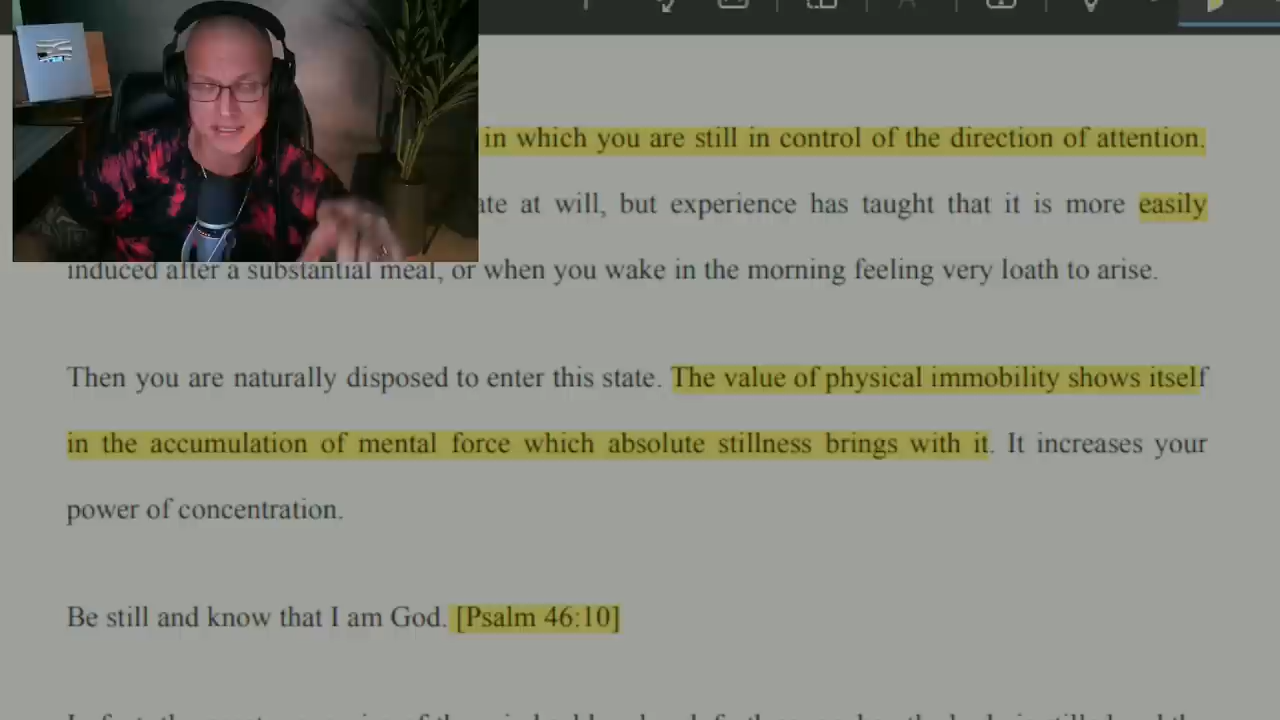 in which you are still in control of the direction of attention.
at will, but experience has taught that it is more easily
induced after a substantial meal, or when you wake in the morning feeling very loath to arise.
Then you are naturally disposed to enter this state. The value of physical immobility shows itself
in the accumulation of mental force which absolute stillness brings with it. It increases your
power of concentration.
Be still and know that I am God. [Psalm 46:10]